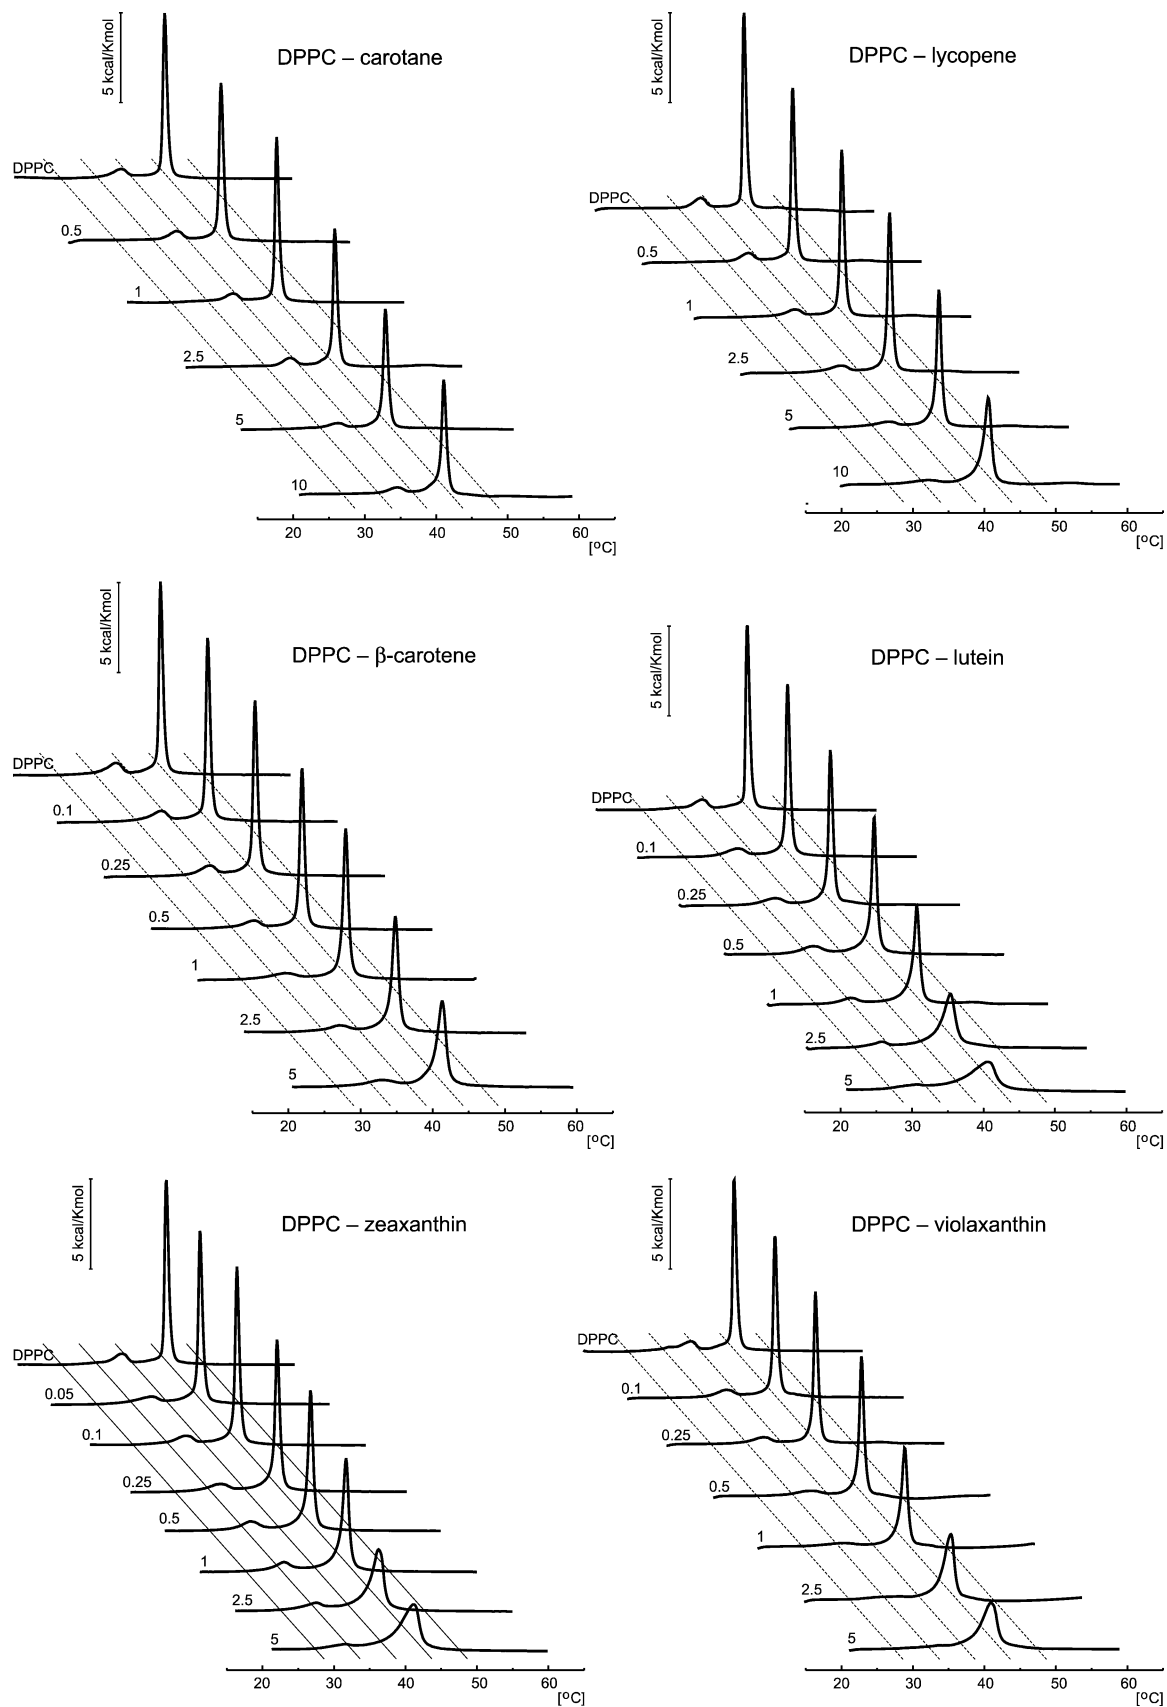 5 kcal/Kmol
DPPC – carotane
DPPC
0.5
1
2.5
5
10
20 30 40 50 60
[°C]
5 kcal/Kmol
DPPC – lycopene
DPPC
0.5
1
2.5
5
10
20 30 40 50 60
[°C]
5 kcal/Kmol
DPPC – β-carotene
DPPC
0.1
0.25
0.5
1
2.5
5
20 30 40 50 60
[°C]
5 kcal/Kmol
DPPC – lutein
DPPC
0.1
0.25
0.5
1
2.5
5
20 30 40 50 60
[°C]
5 kcal/Kmol
DPPC – zeaxanthin
DPPC
0.05
0.1
0.25
0.5
1
2.5
5
20 30 40 50 60
[°C]
5 kcal/Kmol
DPPC – violaxanthin
DPPC
0.1
0.25
0.5
1
2.5
5
20 30 40 50 60
[°C]